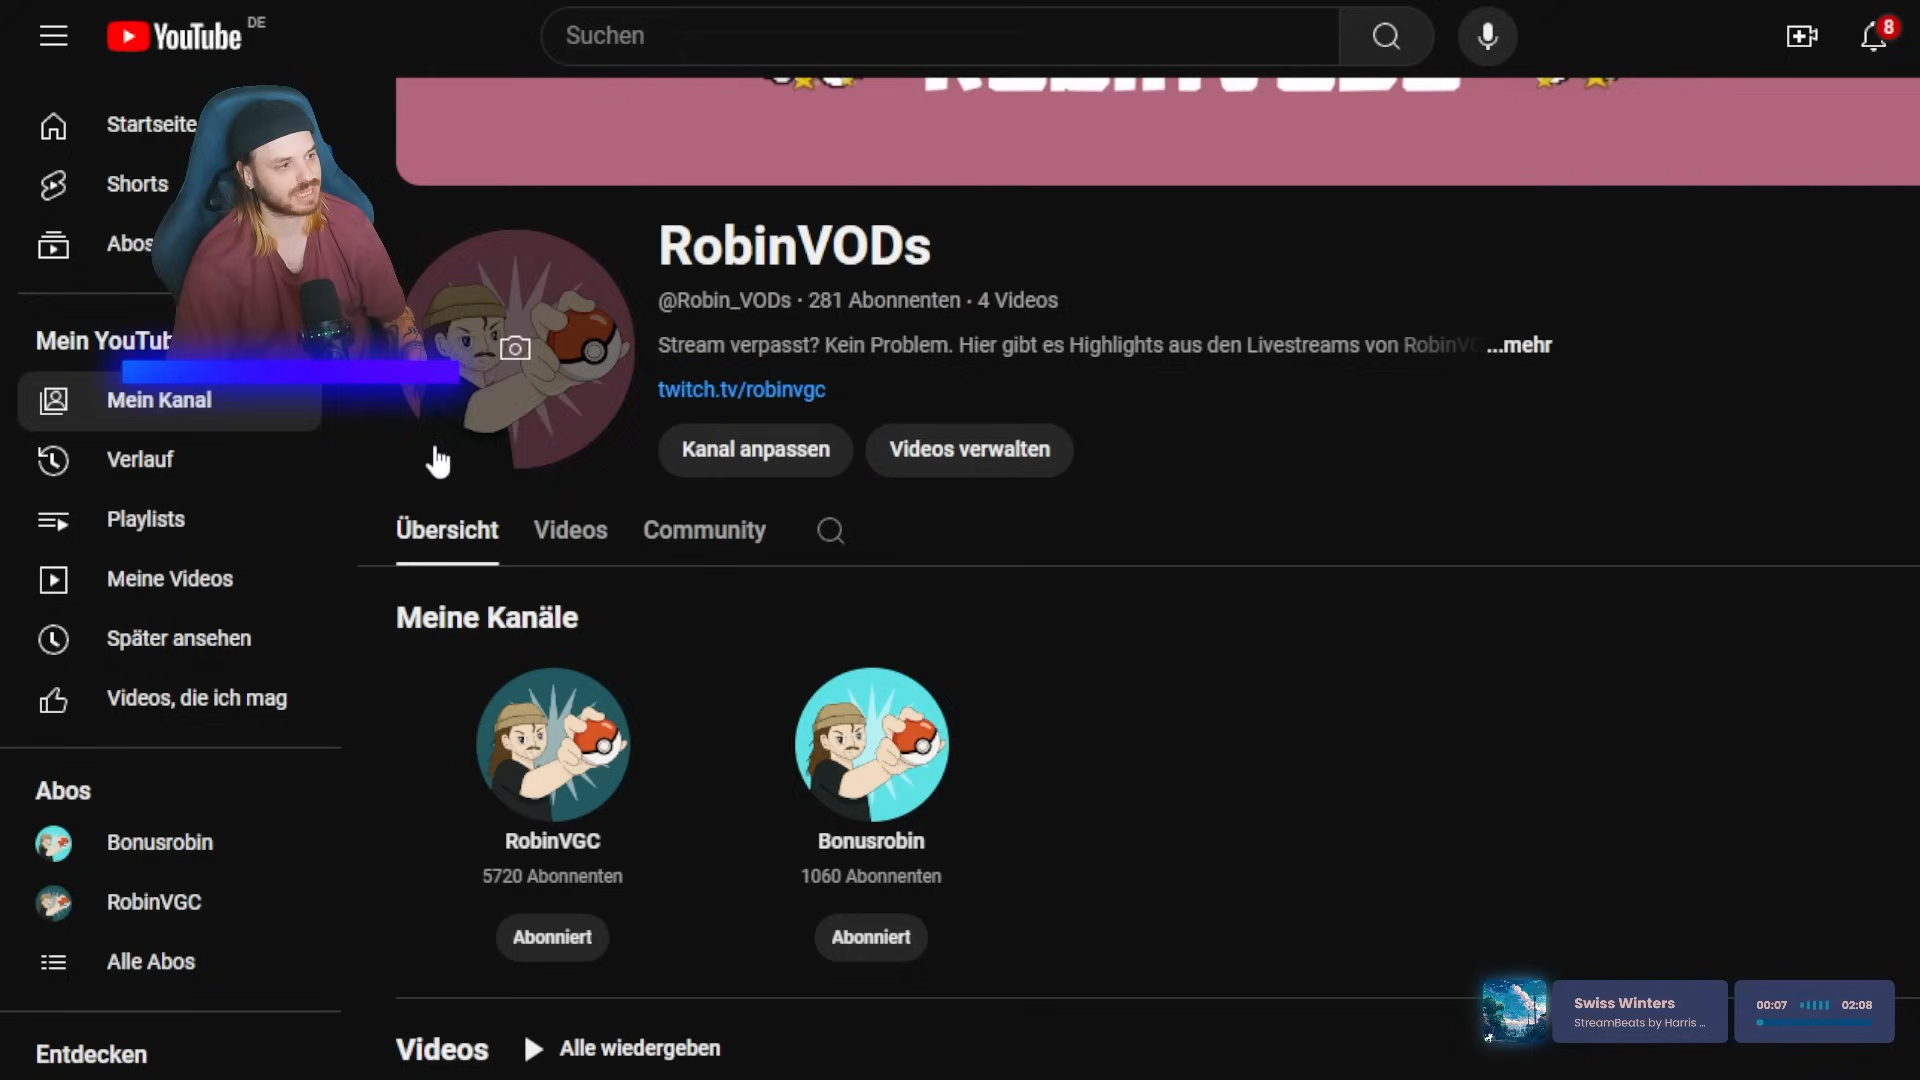 YouTube DE
Suchen
8
Startseite
Shorts
Abos
Mein YouTub
Mein Kanal
Verlauf
Playlists
Meine Videos
Später ansehen
Videos, die ich mag
Abos
Bonusrobin
RobinVGC
Alle Abos
Entdecken
RobinVODs
@Robin_VODs · 281 Abonnenten · 4 Videos
Stream verpasst? Kein Problem. Hier gibt es Highlights aus den Livestreams von RobinVG ...mehr
twitch.tv/robinvgc
Kanal anpassen
Videos verwalten
Übersicht
Videos
Community
Meine Kanäle
RobinVGC
5720 Abonnenten
Abonniert
Bonusrobin
1060 Abonnenten
Abonniert
Videos
Alle wiedergeben
Swiss Winters
StreamBeats by Harris ...
00:07
02:08